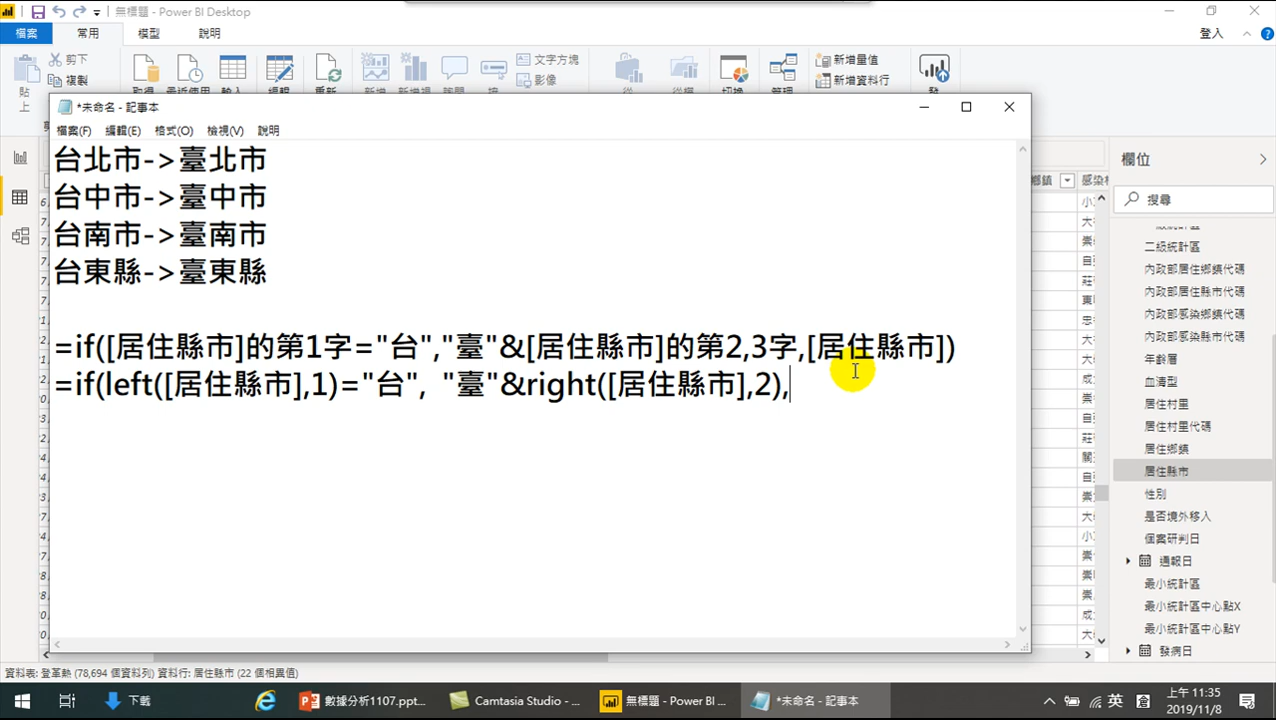 無標題 - Power BI Desktop
檔案 常用 模型 說明 登入
剪下 文字方塊 新增量值
貼上 複製 影像 新增資料行
*未命名 - 記事本
檔案(F) 編輯(E) 格式(O) 檢視(V) 說明
台北市->臺北市
台中市->臺中市
台南市->臺南市
台東縣->臺東縣
=if([居住縣市]的第1字="台","臺"&[居住縣市]的第2,3字,[居住縣市])
=if(left([居住縣市],1)="台", "臺"&right([居住縣市],2),
欄位
搜尋
二級統計區
內政部居住鄉鎮代碼
內政部居住縣市代碼
內政部感染鄉鎮代碼
內政部感染縣市代碼
年齡層
血清型
居住村里
居住村里代碼
居住鄉鎮
居住縣市
性別
是否境外移入
個案研判日
通報日
最小統計區
最小統計區中心點X
最小統計區中心點Y
發病日
資料表: 登革熱 (78,694 個資料列) 資料行: 居住縣市 (22 個相異值)
下載 數據分析1107.ppt... Camtasia Studio - ... 無標題 - Power BI ... *未命名 - 記事本 英 上午 11:35
2019/11/8